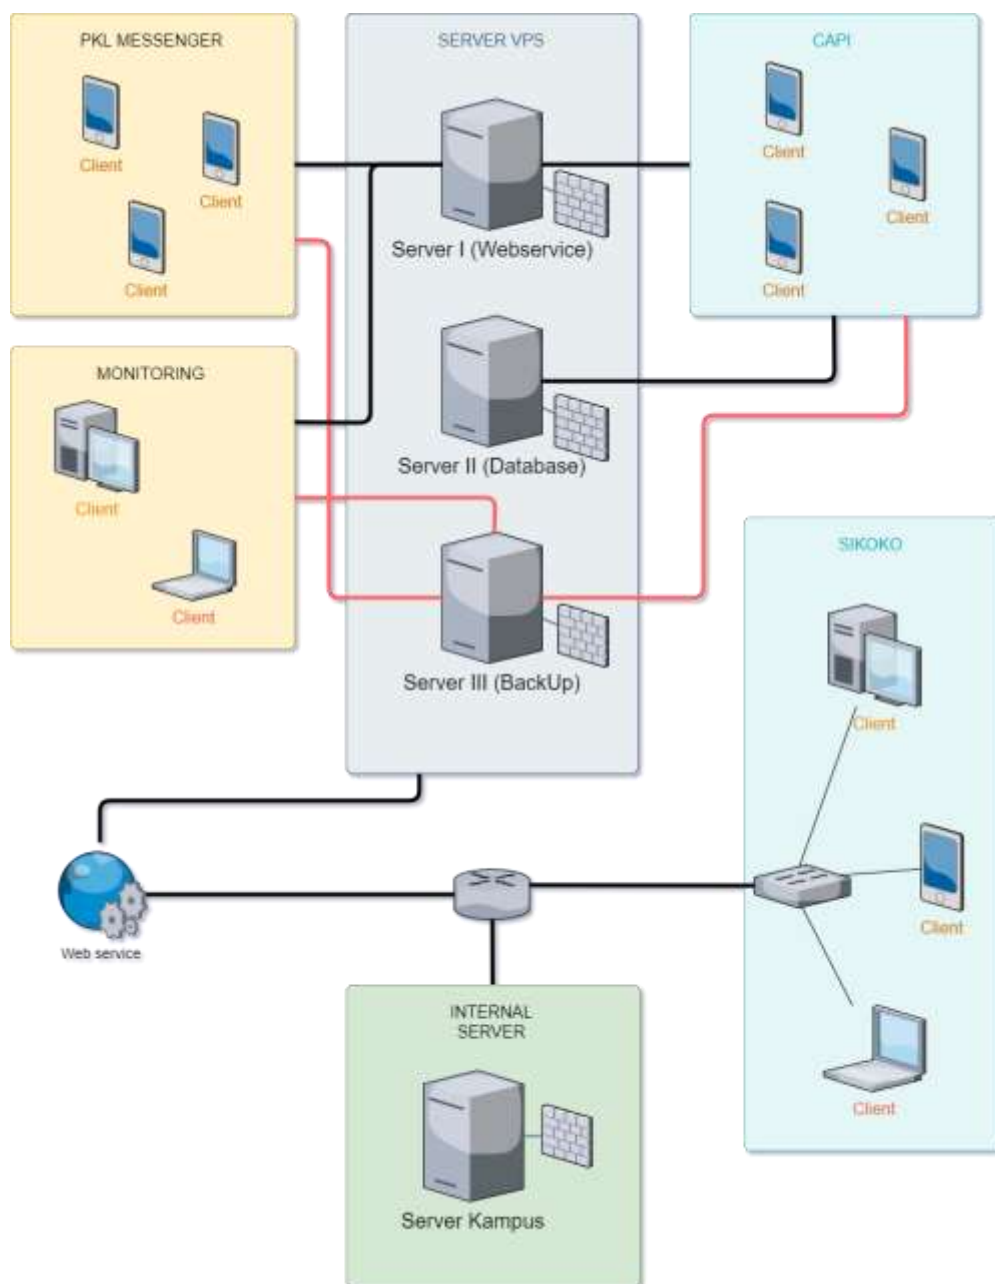 PKL MESSENGER
Client
Client
Client
SERVER VPS
Server I (Webservice)
Server II (Database)
Server III (BackUp)
CAPI
Client
Client
Client
MONITORING
Client
Client
SIKOKO
Client
Client
Client
Web service
INTERNAL
SERVER
Server Kampus